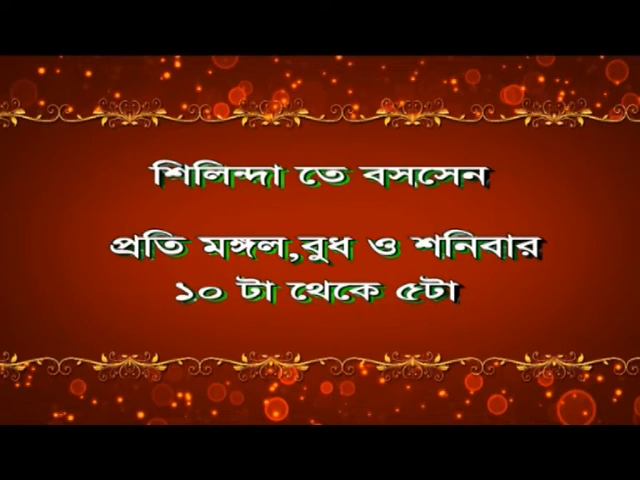 শিলিন্দা তে বসসেন
প্রতি মঙ্গল,বুধ ও শনিবার
১০ টা থেকে ৫টা